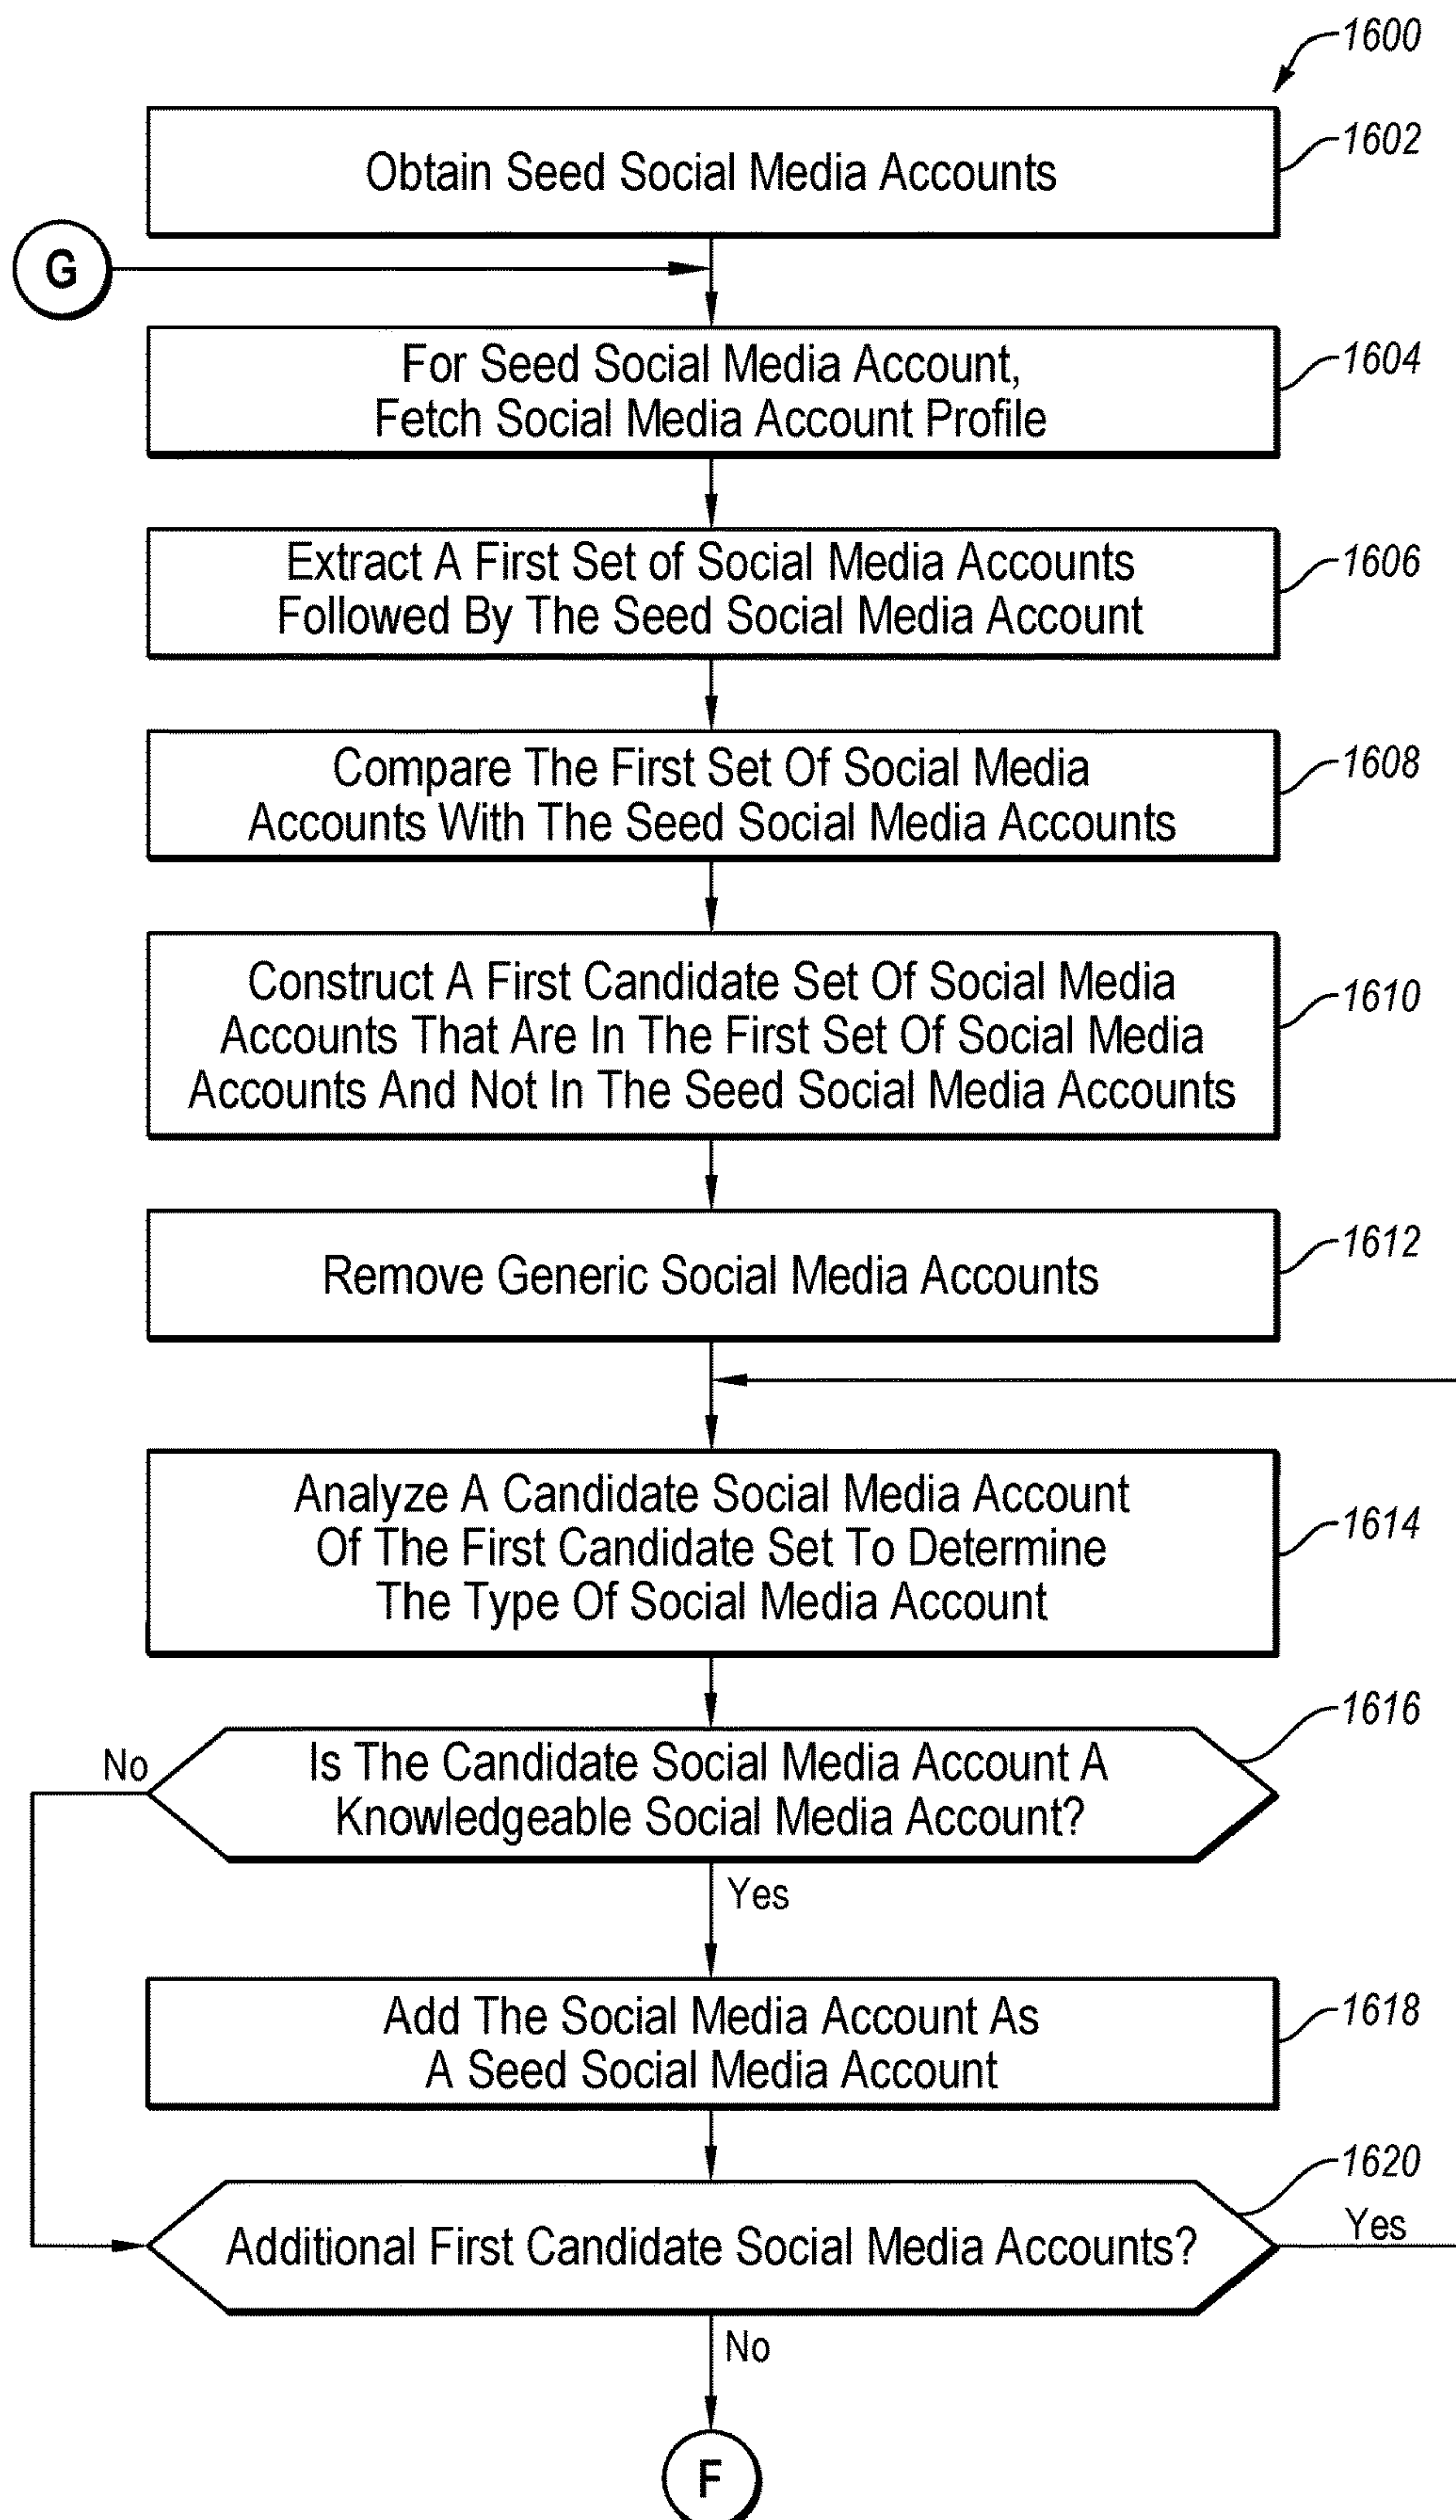 1600
Obtain Seed Social Media Accounts
1602
G
For Seed Social Media Account,
Fetch Social Media Account Profile
1604
Extract A First Set of Social Media Accounts
Followed By The Seed Social Media Account
1606
Compare The First Set Of Social Media
Accounts With The Seed Social Media Accounts
1608
Construct A First Candidate Set Of Social Media
Accounts That Are In The First Set Of Social Media
Accounts And Not In The Seed Social Media Accounts
1610
Remove Generic Social Media Accounts
1612
Analyze A Candidate Social Media Account
Of The First Candidate Set To Determine
The Type Of Social Media Account
1614
Is The Candidate Social Media Account A
Knowledgeable Social Media Account?
1616
No
Yes
Add The Social Media Account As
A Seed Social Media Account
1618
Additional First Candidate Social Media Accounts?
1620
Yes
No
F